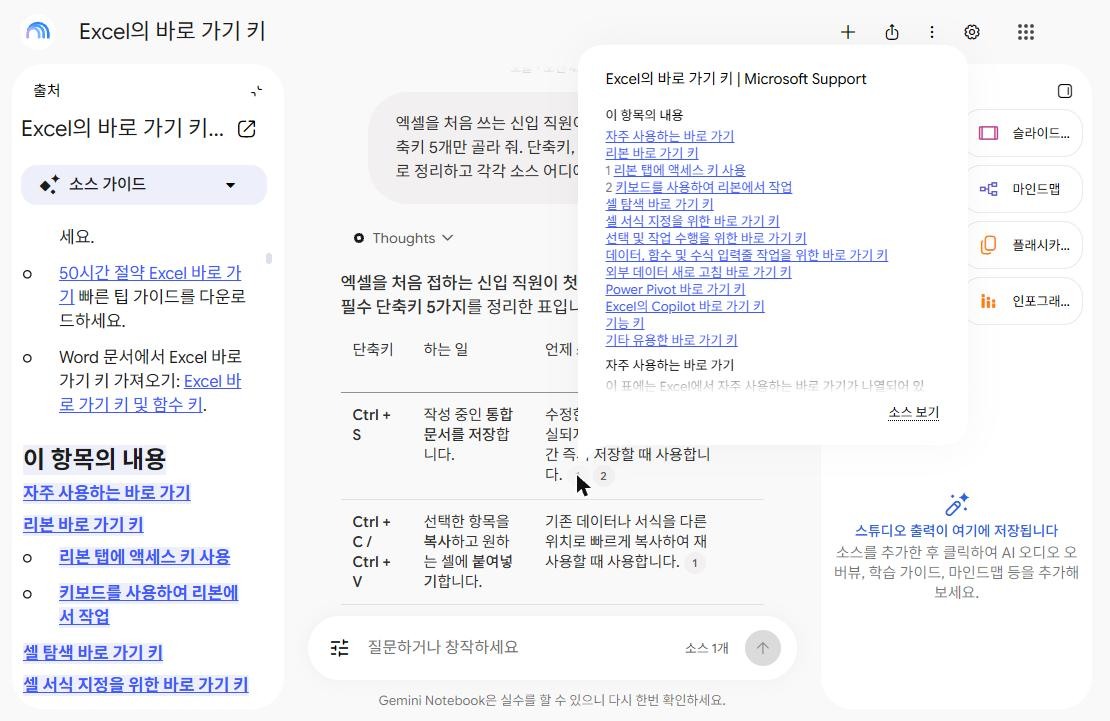 Excel의 바로 가기 키
출처
Excel의 바로 가기 키...
소스 가이드
세요.
50시간 절약 Excel 바로 가
기 빠른 팁 가이드를 다운로
드하세요.
Word 문서에서 Excel 바로
가기 키 가져오기: Excel 바
로 가기 키 및 함수 키.
이 항목의 내용
자주 사용하는 바로 가기
리본 바로 가기 키
리본 탭에 액세스 키 사용
키보드를 사용하여 리본에
서 작업
셀 탐색 바로 가기 키
셀 서식 지정을 위한 바로 가기 키
엑셀을 처음 쓰는 신입 직원
축키 5개만 골라 줘. 단축키,
로 정리하고 각각 소스 어디
Thoughts
엑셀을 처음 접하는 신입 직원이 첫
필수 단축키 5가지를 정리한 표입니
단축키 하는 일 언제
Ctrl +
S
작성 중인 통합
문서를 저장합
니다.
수정한
실되지
간 즉시 저장할 때 사용합니
다. 2
Ctrl +
C /
Ctrl +
V
선택한 항목을
복사하고 원하
는 셀에 붙여넣
기합니다.
기존 데이터나 서식을 다른
위치로 빠르게 복사하여 재
사용할 때 사용합니다. 1
질문하거나 창작하세요
소스 1개
Gemini Notebook은 실수를 할 수 있으니 다시 한번 확인하세요.
Excel의 바로 가기 키 | Microsoft Support
이 항목의 내용
자주 사용하는 바로 가기
리본 바로 가기 키
1 리본 탭에 액세스 키 사용
2 키보드를 사용하여 리본에서 작업
셀 탐색 바로 가기 키
셀 서식 지정을 위한 바로 가기 키
선택 및 작업 수행을 위한 바로 가기 키
데이터, 함수 및 수식 입력줄 작업을 위한 바로 가기 키
외부 데이터 새로 고침 바로 가기 키
Power Pivot 바로 가기 키
Excel의 Copilot 바로 가기 키
기능 키
기타 유용한 바로 가기 키
자주 사용하는 바로 가기
이 표에는 Excel에서 자주 사용하는 바로 가기가 나열되어 있
소스 보기
슬라이드...
마인드맵
플래시카...
인포그래...
스튜디오 출력이 여기에 저장됩니다
소스를 추가한 후 클릭하여 AI 오디오 오
버뷰, 학습 가이드, 마인드맵 등을 추가해
보세요.